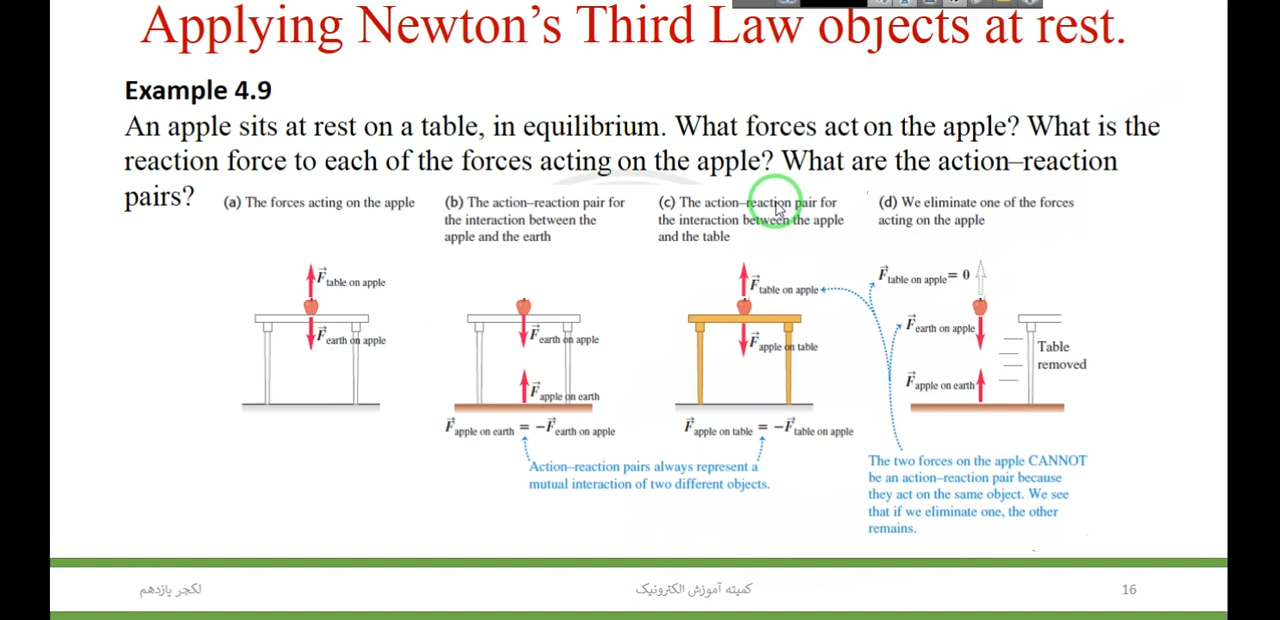 Applying Newton's Third Law objects at rest.
Example 4.9
An apple sits at rest on a table, in equilibrium. What forces act on the apple? What is the
reaction force to each of the forces acting on the apple? What are the action–reaction
pairs?
(a) The forces acting on the apple
F⃗ table on apple
F⃗ earth on apple
(b) The action–reaction pair for
the interaction between the
apple and the earth
F⃗ earth on apple
F⃗ apple on earth
F⃗ apple on earth = −F⃗ earth on apple
(c) The action–reaction pair for
the interaction between the apple
and the table
F⃗ table on apple
F⃗ apple on table
F⃗ apple on table = −F⃗ table on apple
Action–reaction pairs always represent a
mutual interaction of two different objects.
(d) We eliminate one of the forces
acting on the apple
F⃗ table on apple = 0
F⃗ earth on apple
Table
removed
F⃗ apple on earth
The two forces on the apple CANNOT
be an action–reaction pair because
they act on the same object. We see
that if we eliminate one, the other
remains.
لکچر یازدهم
کمیته آموزش الکترونیک
16